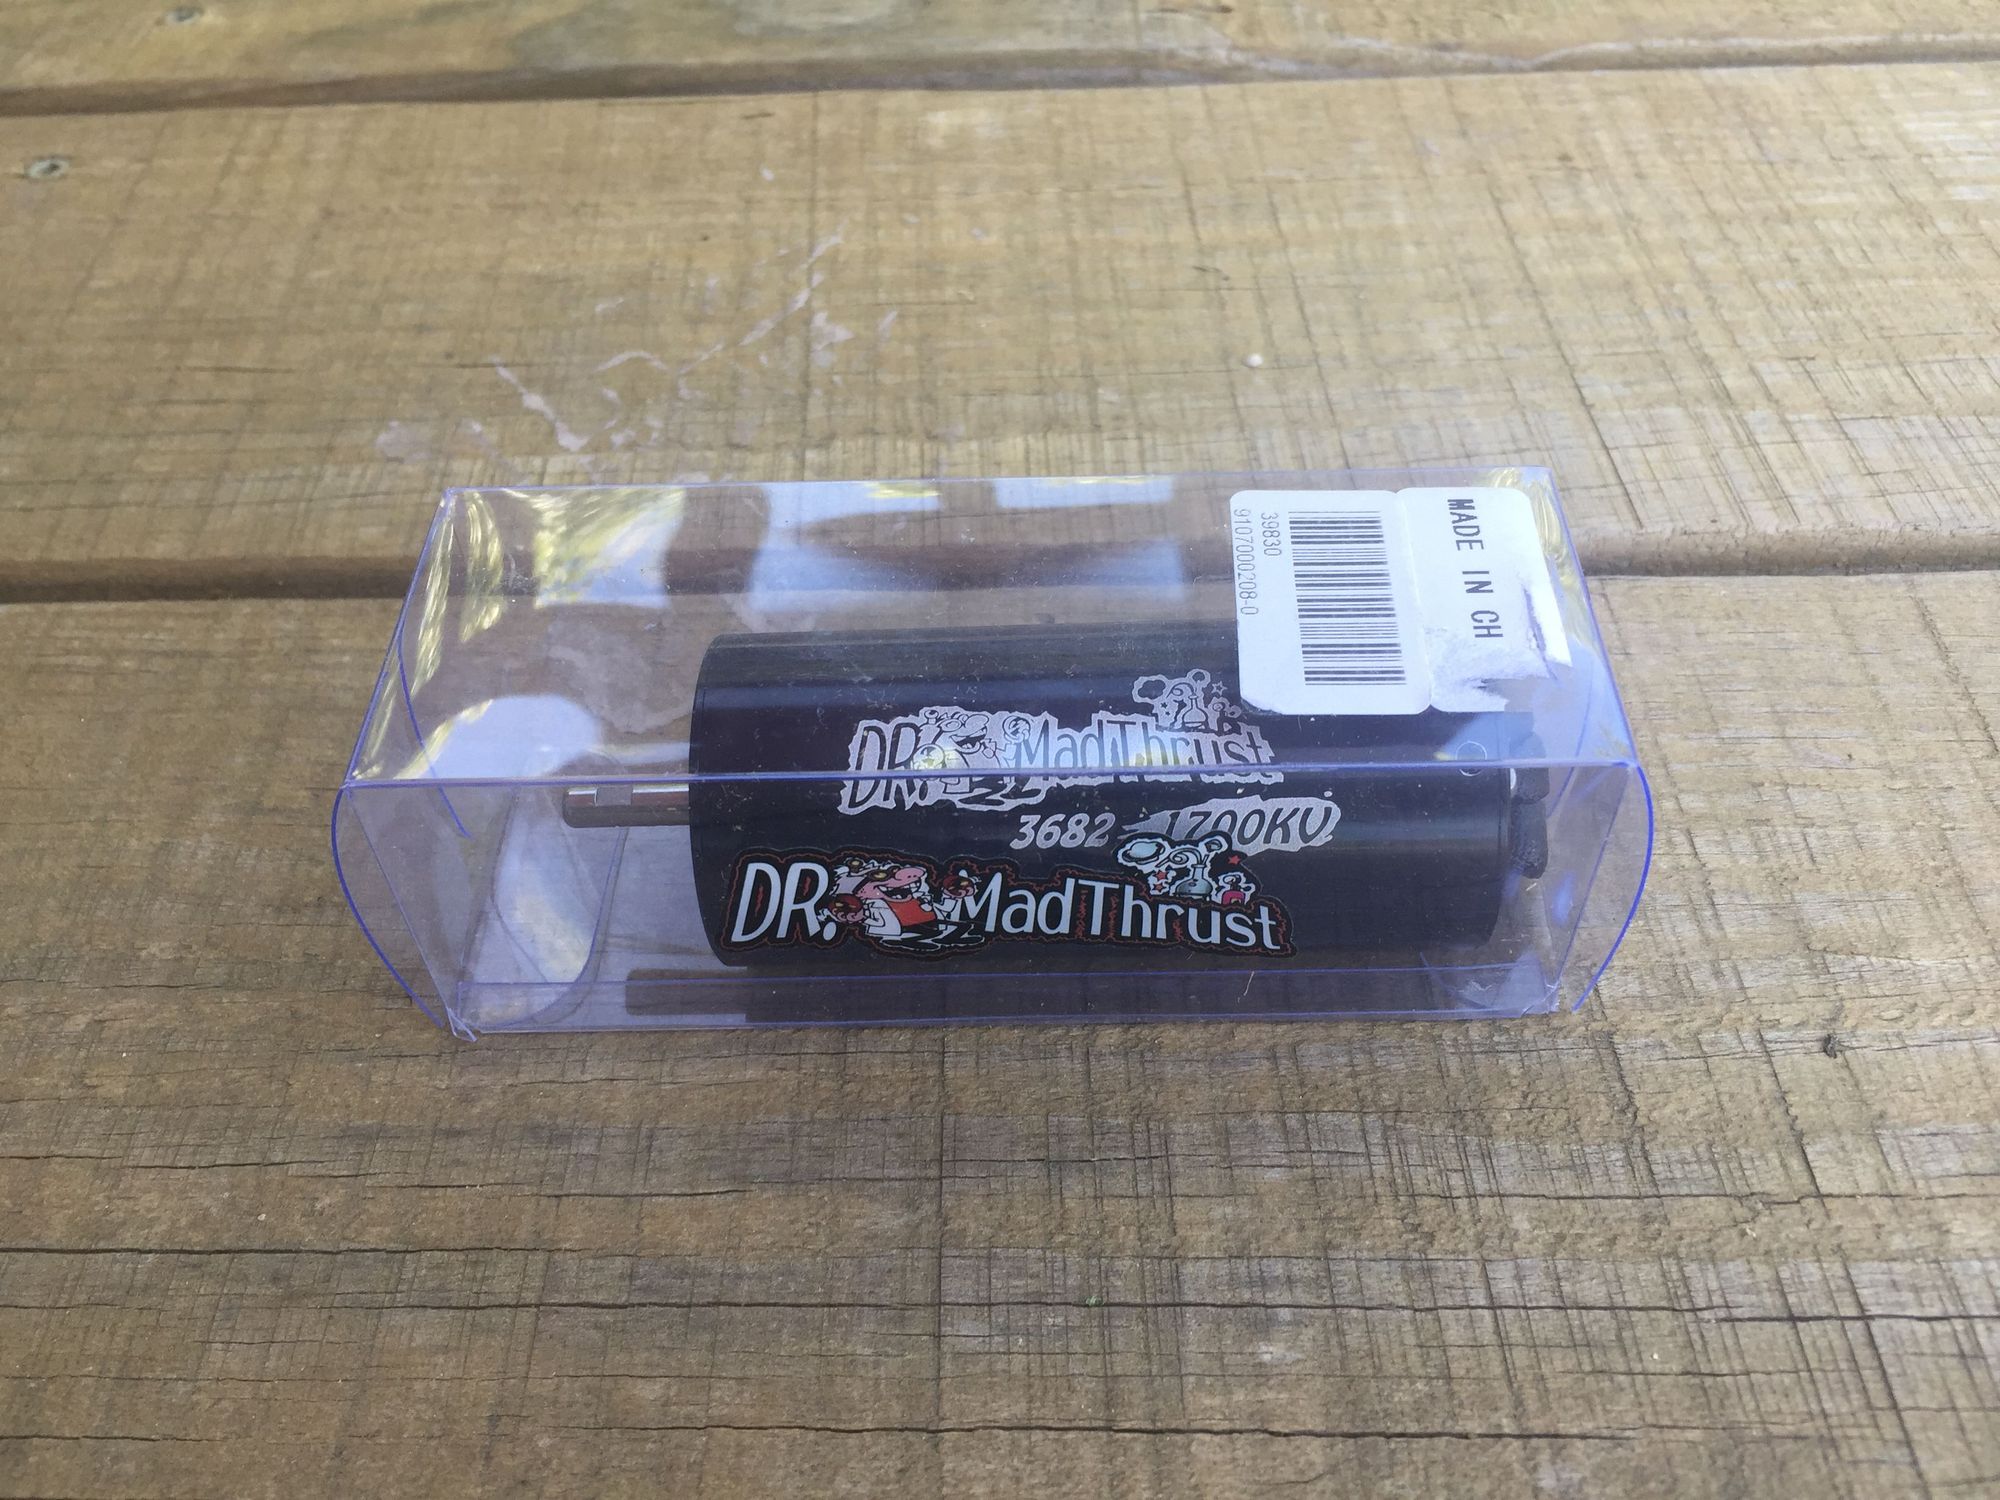 MADE IN CH
39830
9107000208-0
DR. MadThrust
3682 - 1700KV
DR. MadThrust